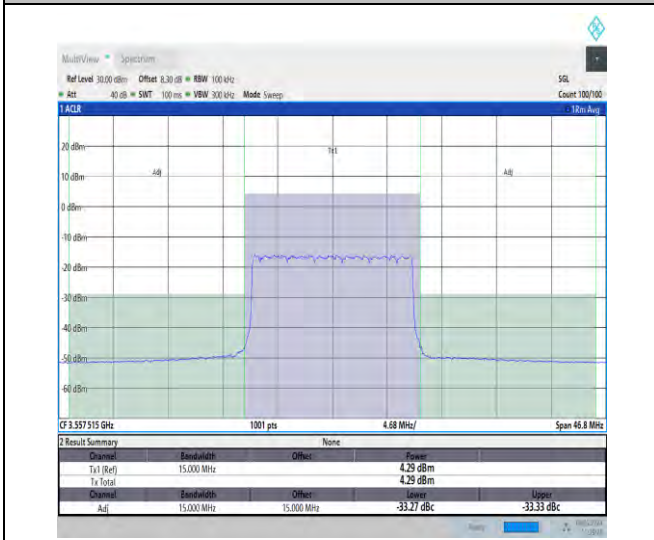 MultiView Spectrum
Ref Level 30.00 dBm Offset 8.30 dB RBW 100 kHz SGL
Att 40 dB SWT 100 ms VBW 300 kHz Mode Sweep Count 100/100
1 ACLR 1Rm Avg
20 dBm
Tx1
Adj Adj
10 dBm
0 dBm
-10 dBm
-20 dBm
-30 dBm
-40 dBm
-50 dBm
-60 dBm
CF 3.557515 GHz 1001 pts 4.68 MHz/ Span 46.8 MHz
2 Result Summary None
Channel Bandwidth Offset Power
Tx1 (Ref) 15.000 MHz 4.29 dBm
Tx Total 4.29 dBm
Channel Bandwidth Offset Lower Upper
Adj 15.000 MHz 15.000 MHz -33.27 dBc -33.33 dBc